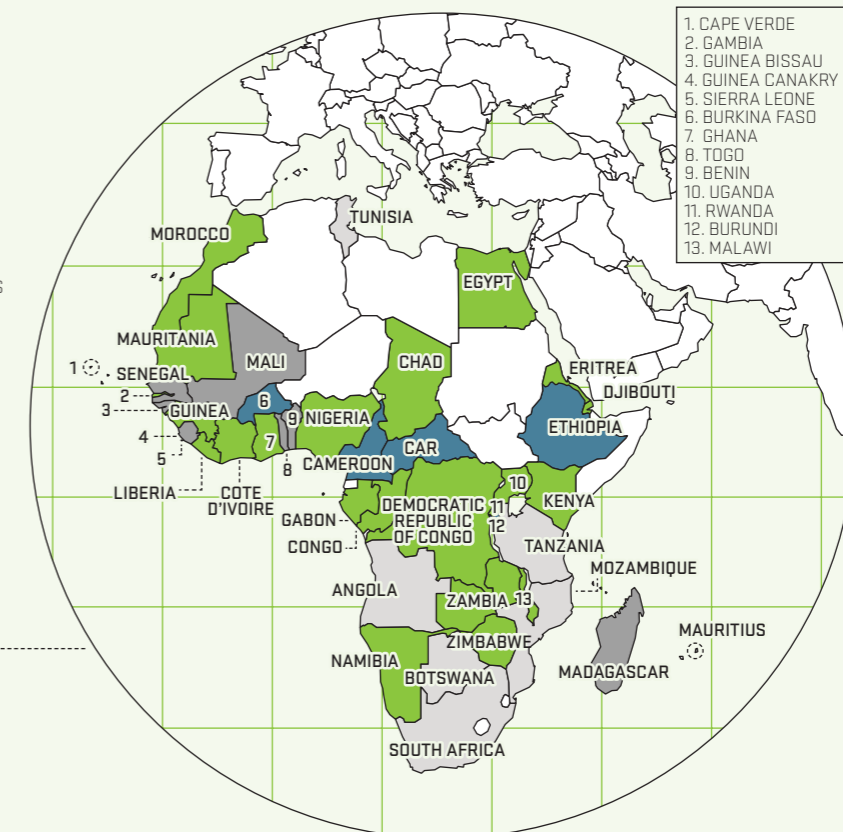 1. CAPE VERDE
2. GAMBIA
3. GUINEA BISSAU
4. GUINEA CANAKRY
5. SIERRA LEONE
6. BURKINA FASO
7. GHANA
8. TOGO
9. BENIN
10. UGANDA
11. RWANDA
12. BURUNDI
13. MALAWI
TUNISIA
MOROCCO
EGYPT
S
MAURITANIA
MALI
CHAD
1
SENEGAL
ERITREA
DJIBOUTI
2
6
3
GUINEA
9
NIGERIA
ETHIOPIA
4
7
CAR
5
8
CAMEROON
10
LIBERIA
COTE
D'IVOIRE
KENYA
DEMOCRATIC
REPUBLIC
OF CONGO
11
GABON
12
CONGO
TANZANIA
MOZAMBIQUE
ANGOLA
ZAMBIA
13
MAURITIUS
ZIMBABWE
NAMIBIA
BOTSWANA
MADAGASCAR
SOUTH AFRICA